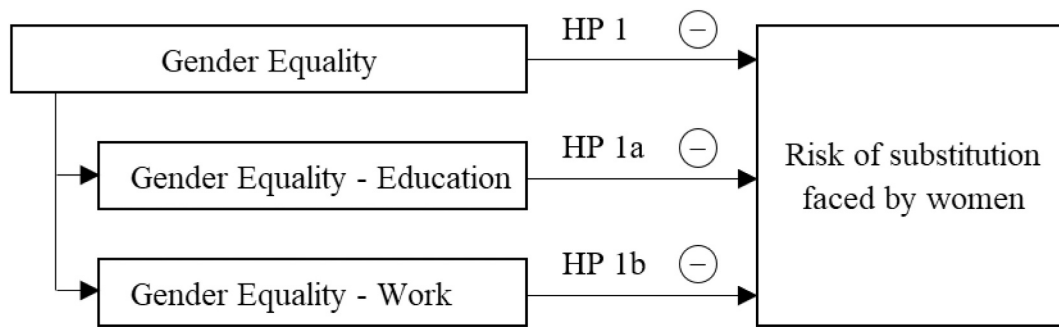 HP 1 −
Gender Equality
HP 1a −
Gender Equality - Education
Risk of substitution
faced by women
HP 1b −
Gender Equality - Work